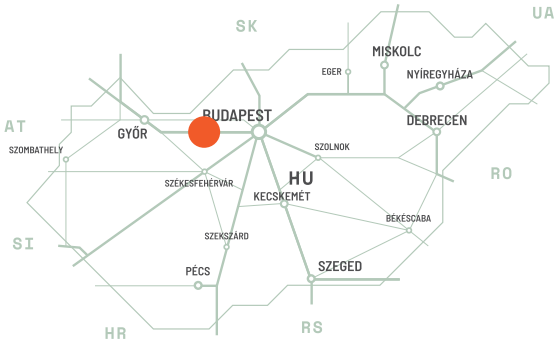 SK
UA
MISKOLC
EGER
NYÍREGYHÁZA
BUDAPEST
DEBRECEN
AT
GYŐR
SZOMBATHELY
SZOLNOK
RO
SZÉKESFEHÉRVÁR
HU
KECSKEMÉT
BÉKÉSCSABA
SI
SZEKSZÁRD
PÉCS
SZEGED
HR
RS